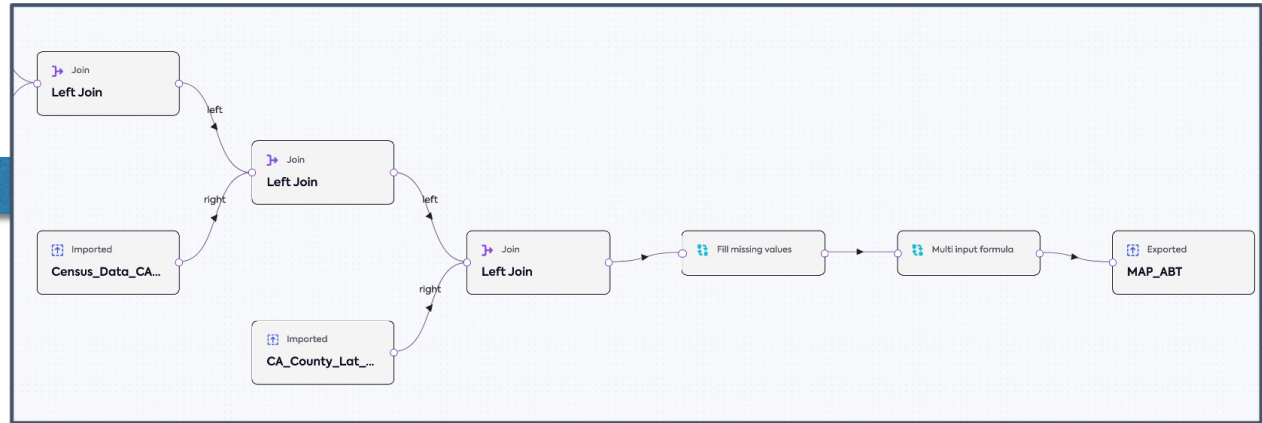 Join
Left Join
left
Join
Left Join
right
left
Imported
Census_Data_CA...
Join
Left Join
Fill missing values
Multi input formula
Exported
MAP_ABT
right
Imported
CA_County_Lat_...